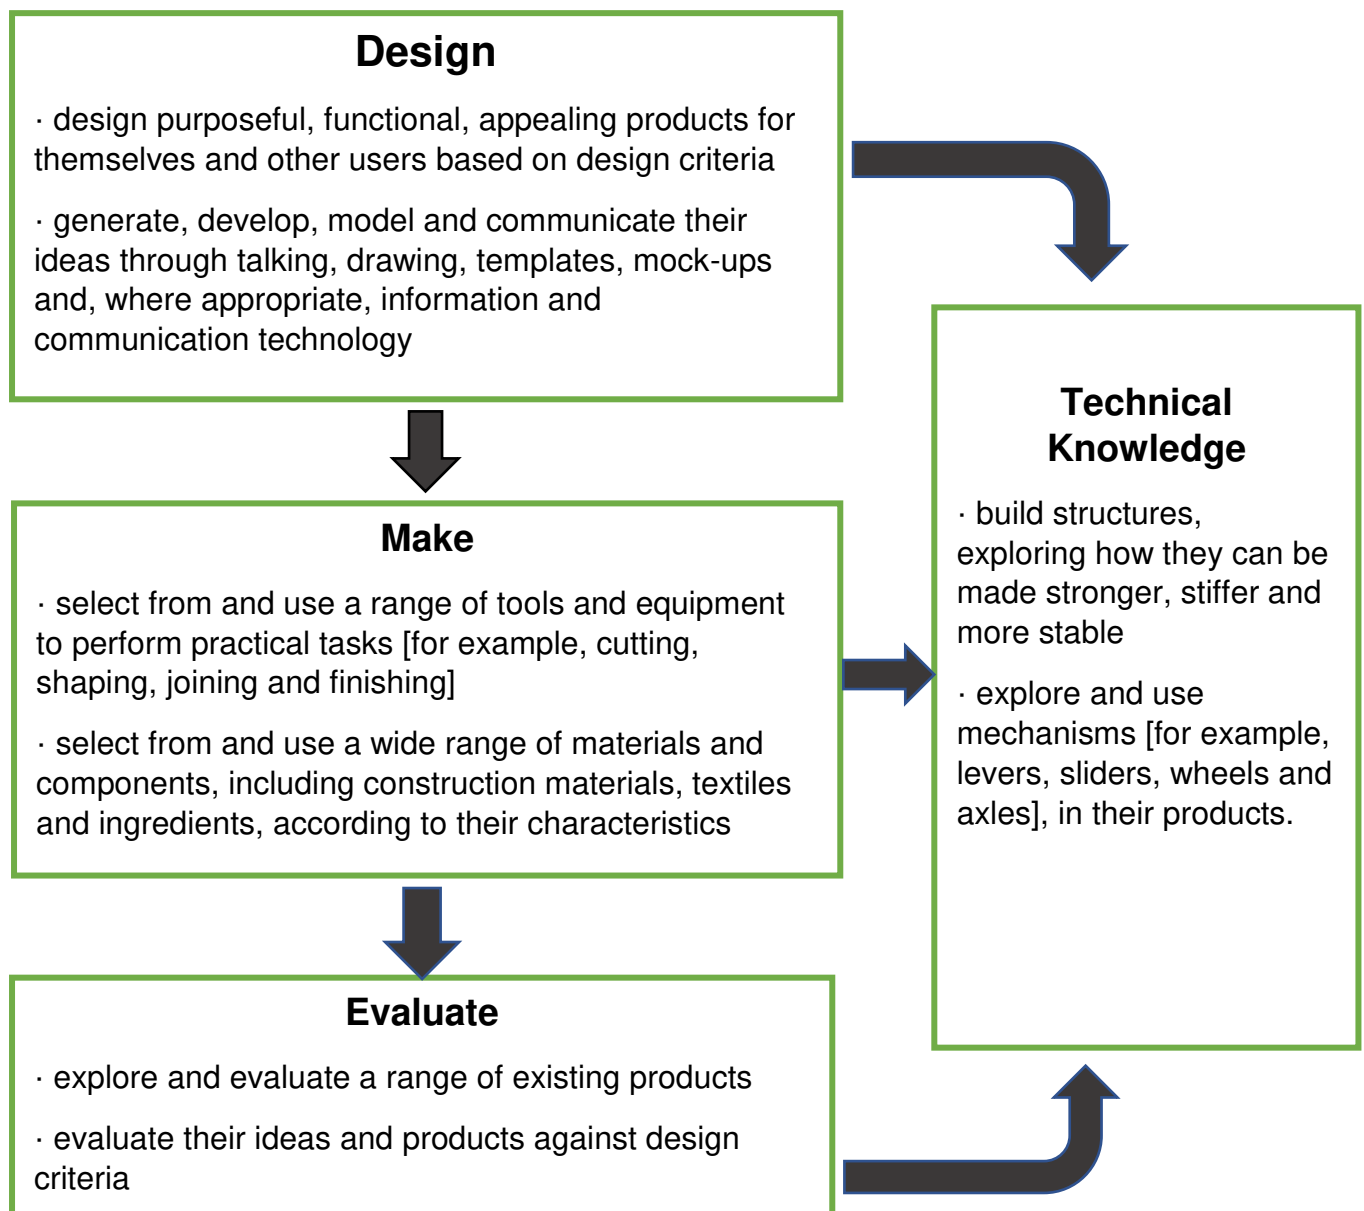 Design
· design purposeful, functional, appealing products for
themselves and other users based on design criteria
· generate, develop, model and communicate their
ideas through talking, drawing, templates, mock-ups
and, where appropriate, information and
communication technology
Make
· select from and use a range of tools and equipment
to perform practical tasks [for example, cutting,
shaping, joining and finishing]
· select from and use a wide range of materials and
components, including construction materials, textiles
and ingredients, according to their characteristics
Evaluate
· explore and evaluate a range of existing products
· evaluate their ideas and products against design
criteria
Technical
Knowledge
· build structures,
exploring how they can be
made stronger, stiffer and
more stable
· explore and use
mechanisms [for example,
levers, sliders, wheels and
axles], in their products.